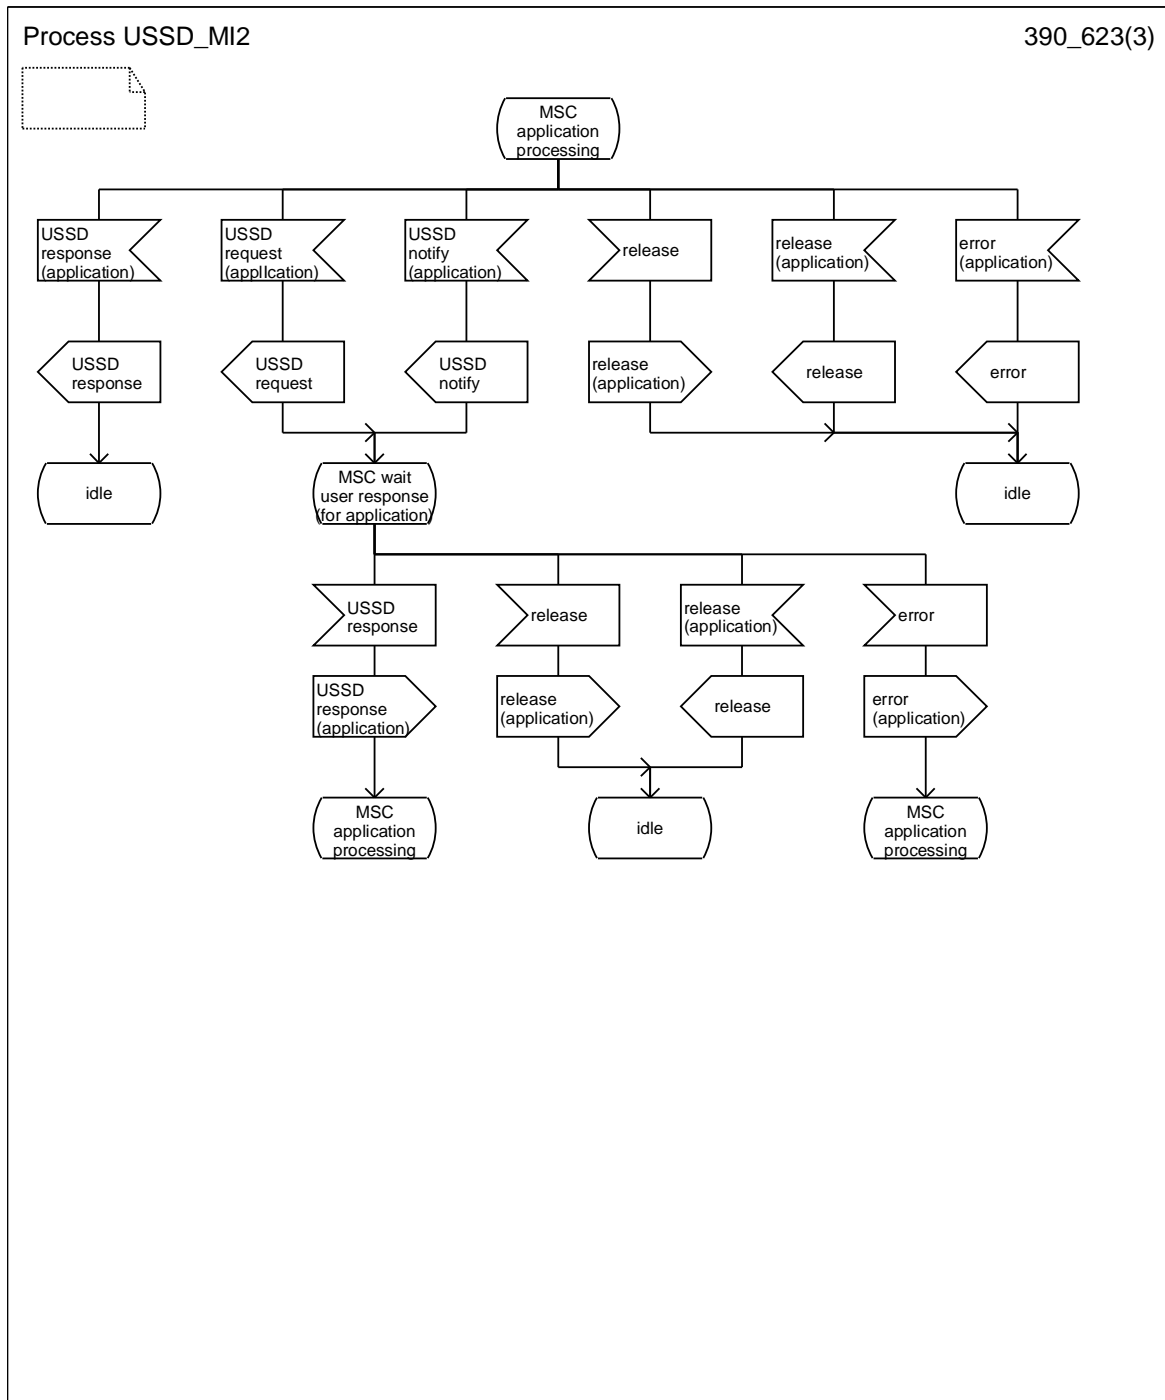 Process USSD_MI2
390_623(3)
MSC
application
processing
USSD
response
(application)
USSD
request
(appIIcation)
USSD
notify
(application)
release
release
(application)
error
(application)
USSD
response
USSD
request
USSD
notify
release
(application)
release
error
idle
MSC wait
user response
(for application)
idle
USSD
response
release
release
(application)
error
USSD
response
(application)
release
(application)
release
error
(application)
MSC
application
processing
idle
MSC
application
processing